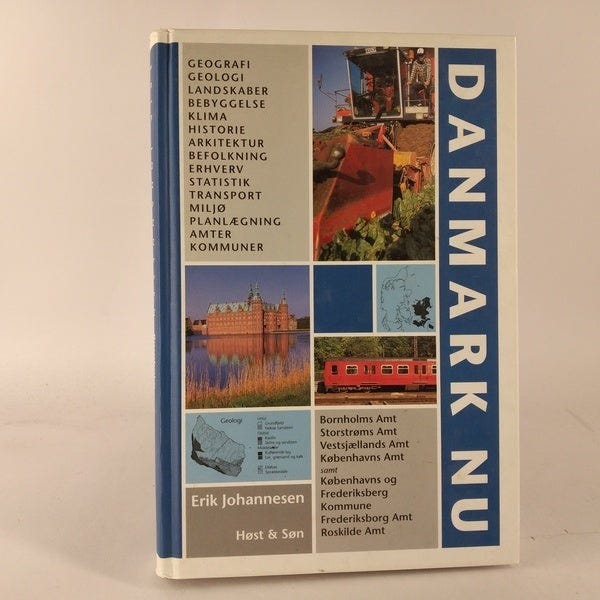 GEOGRAFI
GEOLOGI
LANDSKABER
BEBYGGELSE
KLIMA
HISTORIE
ARKITEKTUR
BEFOLKNING
ERHVERV
STATISTIK
TRANSPORT
MILJØ
PLANLÆGNING
AMTER
KOMMUNER
DANMARK NU
Geologi
Bornholms Amt
Storstrøms Amt
Vestsjællands Amt
Københavns Amt
samt
Københavns og
Frederiksberg
Kommune
Frederiksborg Amt
Roskilde Amt
Erik Johannesen
Høst & Søn